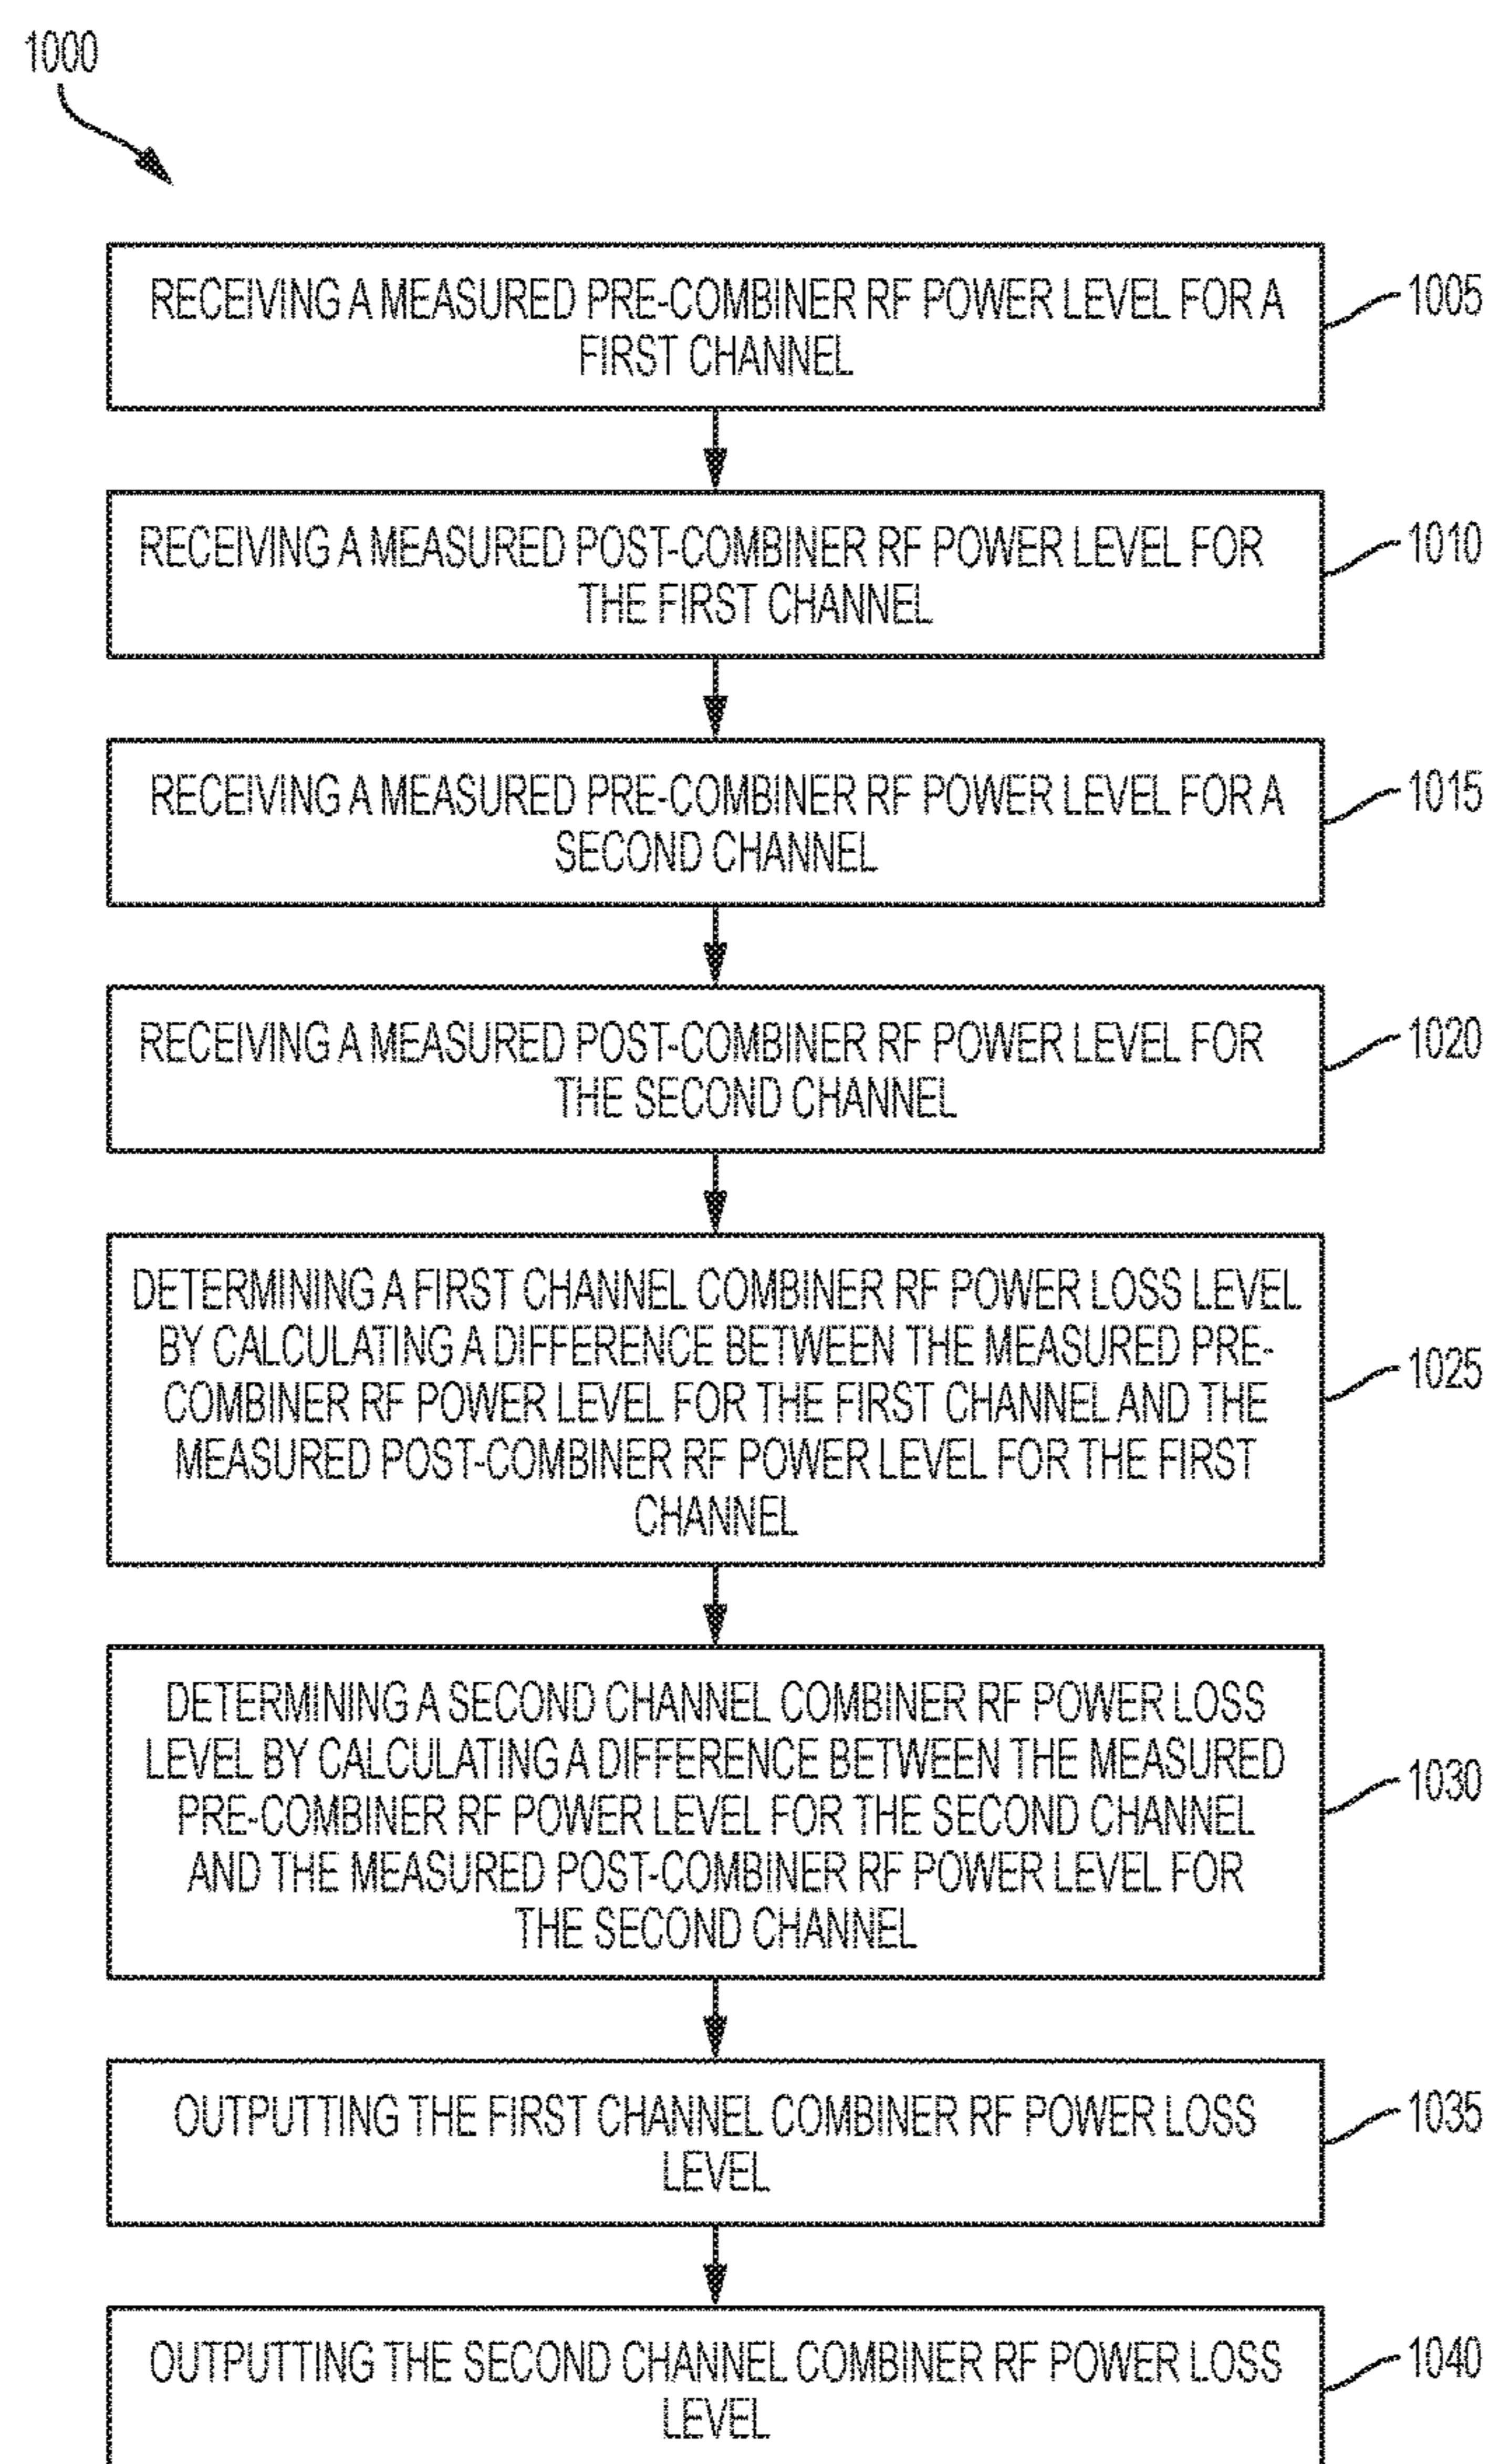 1000
RECEIVING A MEASURED PRE-COMBINER RF POWER LEVEL FOR A
FIRST CHANNEL
1005
RECEIVING A MEASURED POST-COMBINER RF POWER LEVEL FOR
THE FIRST CHANNEL
1010
RECEIVING A MEASURED PRE-COMBINER RF POWER LEVEL FOR A
SECOND CHANNEL
1015
RECEIVING A MEASURED POST-COMBINER RF POWER LEVEL FOR
THE SECOND CHANNEL
1020
DETERMINING A FIRST CHANNEL COMBINER RF POWER LOSS LEVEL
BY CALCULATING A DIFFERENCE BETWEEN THE MEASURED PRE-
COMBINER RF POWER LEVEL FOR THE FIRST CHANNEL AND THE
MEASURED POST-COMBINER RF POWER LEVEL FOR THE FIRST
CHANNEL
1025
DETERMINING A SECOND CHANNEL COMBINER RF POWER LOSS
LEVEL BY CALCULATING A DIFFERENCE BETWEEN THE MEASURED
PRE-COMBINER RF POWER LEVEL FOR THE SECOND CHANNEL
AND THE MEASURED POST-COMBINER RF POWER LEVEL FOR
THE SECOND CHANNEL
1030
OUTPUTTING THE FIRST CHANNEL COMBINER RF POWER LOSS
LEVEL
1035
OUTPUTTING THE SECOND CHANNEL COMBINER RF POWER LOSS
LEVEL
1040